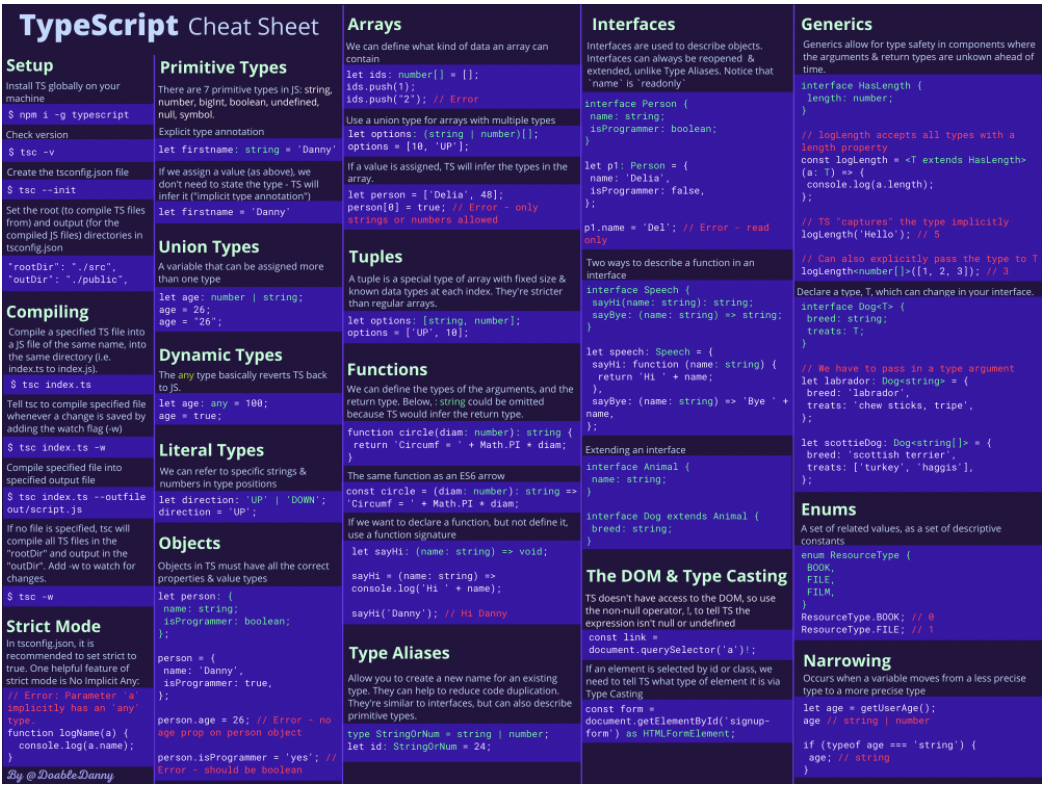 TypeScript Cheat Sheet
Setup
Install TS globally on your
machine
$ npm i -g typescript
Check version
$ tsc -v
Create the tsconfig.json file
$ tsc --init
Set the root (to compile TS files
from) and output (for the
compiled JS files) directories in
tsconfig.json
"rootDir": "./src",
"outDir": "./public",
Compiling
Compile a specified TS file into
a JS file of the same name, into
the same directory (i.e.
index.ts to index.js).
$ tsc index.ts
Tell tsc to compile specified file
whenever a change is saved by
adding the watch flag (-w)
$ tsc index.ts -w
Compile specified file into
specified output file
$ tsc index.ts --outfile
out/script.js
If no file is specified, tsc will
compile all TS files in the
"rootDir" and output in the
"outDir". Add -w to watch for
changes.
$ tsc -w
Strict Mode
In tsconfig.json, it is
recommended to set strict to
true. One helpful feature of
strict mode is No Implicit Any:
// Error: Parameter 'a'
implicitly has an 'any'
type.
function logName(a) {
console.log(a.name);
}
By @DoableDanny
Primitive Types
There are 7 primitive types in JS: string,
number, bigInt, boolean, undefined,
null, symbol.
Explicit type annotation
let firstname: string = 'Danny'
If we assign a value (as above), we
don't need to state the type - TS will
infer it ("implicit type annotation")
let firstname = 'Danny'
Union Types
A variable that can be assigned more
than one type
let age: number | string;
age = 26;
age = "26";
Dynamic Types
The any type basically reverts TS back
to JS.
let age: any = 100;
age = true;
Literal Types
We can refer to specific strings &
numbers in type positions
let direction: 'UP' | 'DOWN';
direction = 'UP';
Objects
Objects in TS must have all the correct
properties & value types
let person: {
name: string;
isProgrammer: boolean;
};
person = {
name: 'Danny',
isProgrammer: true,
};
person.age = 26; // Error - no
age prop on person object
person.isProgrammer = 'yes'; //
Error - should be boolean
Arrays
We can define what kind of data an array can
contain
let ids: number[] = [];
ids.push(1);
ids.push("2"); // Error
Use a union type for arrays with multiple types
let options: (string | number)[];
options = [10, 'UP'];
If a value is assigned, TS will infer the types in the
array.
let person = ['Delia', 48];
person[0] = true; // Error - only
strings or numbers allowed
Tuples
A tuple is a special type of array with fixed size &
known data types at each index. They're stricter
than regular arrays.
let options: [string, number];
options = ['UP', 10];
Functions
We can define the types of the arguments, and the
return type. Below, : string could be omitted
because TS would infer the return type.
function circle(diam: number): string {
return 'Circumf = ' + Math.PI * diam;
}
The same function as an ES6 arrow
const circle = (diam: number): string =>
'Circumf = ' + Math.PI * diam;
If we want to declare a function, but not define it,
use a function signature
let sayHi: (name: string) => void;
sayHi = (name: string) =>
console.log('Hi ' + name);
sayHi('Danny'); // Hi Danny
Type Aliases
Allow you to create a new name for an existing
type. They can help to reduce code duplication.
They're similar to interfaces, but can also describe
primitive types.
type StringOrNum = string | number;
let id: StringOrNum = 24;
Interfaces
Interfaces are used to describe objects.
Interfaces can always be reopened &
extended, unlike Type Aliases. Notice that
`name` is `readonly`
interface Person {
name: string;
isProgrammer: boolean;
}
let p1: Person = {
name: 'Delia',
isProgrammer: false,
};
p1.name = 'Del'; // Error - read
only
Two ways to describe a function in an
interface
interface Speech {
sayHi(name: string): string;
sayBye: (name: string) => string;
}
let speech: Speech = {
sayHi: function (name: string) {
return 'Hi ' + name;
},
sayBye: (name: string) => 'Bye ' +
name,
};
Extending an interface
interface Animal {
name: string;
}
interface Dog extends Animal {
breed: string;
}
The DOM & Type Casting
TS doesn't have access to the DOM, so use
the non-null operator, !, to tell TS the
expression isn't null or undefined
const link =
document.querySelector('a')!;
If an element is selected by id or class, we
need to tell TS what type of element it is via
Type Casting
const form =
document.getElementById('signup-
form') as HTMLFormElement;
Generics
Generics allow for type safety in components where
the arguments & return types are unkown ahead of
time.
interface HasLength {
length: number;
}
// logLength accepts all types with a
length property
const logLength = <T extends HasLength>
(a: T) => {
console.log(a.length);
};
// TS "captures" the type implicitly
logLength('Hello'); // 5
// Can also explicitly pass the type to T
logLength<number[]>([1, 2, 3]); // 3
Declare a type, T, which can change in your interface.
interface Dog<T> {
breed: string;
treats: T;
}
// We have to pass in a type argument
let labrador: Dog<string> = {
breed: 'labrador',
treats: 'chew sticks, tripe',
};
let scottieDog: Dog<string[]> = {
breed: 'scottish terrier',
treats: ['turkey', 'haggis'],
};
Enums
A set of related values, as a set of descriptive
constants
enum ResourceType {
BOOK,
FILE,
FILM,
}
ResourceType.BOOK; // 0
ResourceType.FILE; // 1
Narrowing
Occurs when a variable moves from a less precise
type to a more precise type
let age = getUserAge();
age // string | number
if (typeof age === 'string') {
age; // string
}